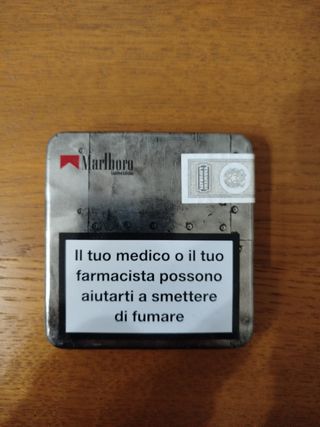 Marlboro
Il tuo medico o il tuo
farmacista possono
aiutarti a smettere
di fumare